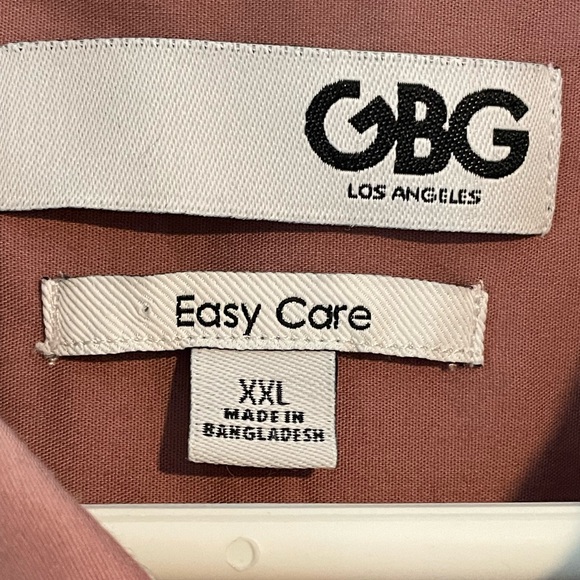 GBG
LOS ANGELES
Easy Care
XXL
MADE IN
BANGLADESH